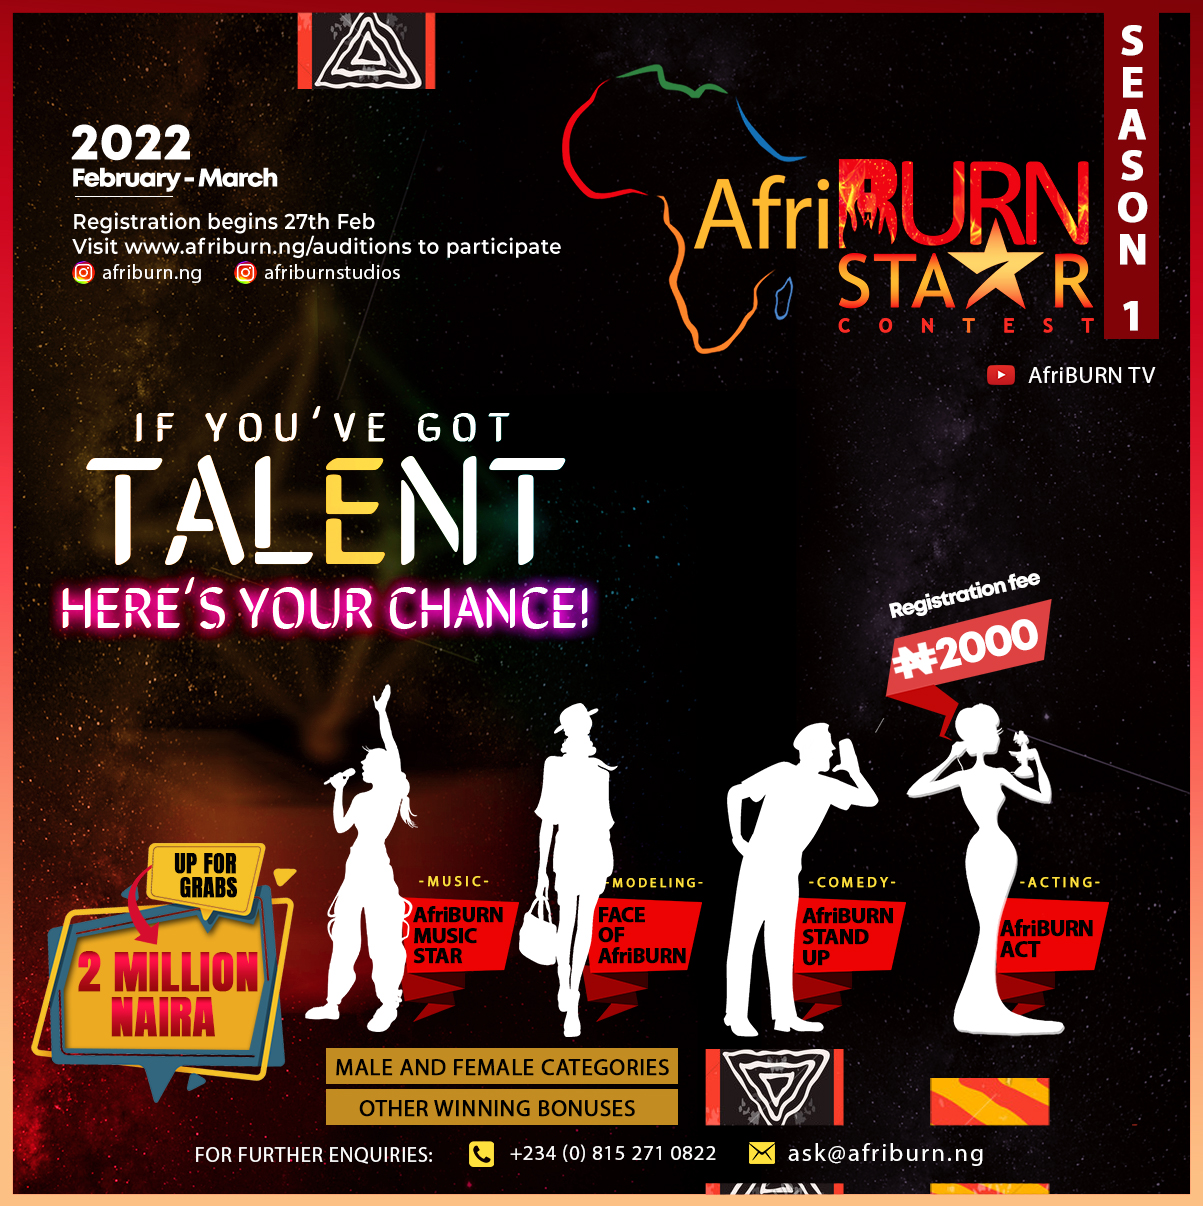 2022
February - March
Registration begins 27th Feb
Visit www.afriburn.ng/auditions to participate
afriburn.ng afriburnstudios
AfriBURN
STAR
CONTEST
SEASON 1
AfriBURN TV
IF YOU'VE GOT
TALENT
HERE'S YOUR CHANCE!
Registration fee
₦2000
UP FOR
GRABS
2 MILLION
NAIRA
-MUSIC-
AfriBURN
MUSIC
STAR
-MODELING-
FACE
OF
AfriBURN
-COMEDY-
AfriBURN
STAND
UP
-ACTING-
AfriBURN
ACT
MALE AND FEMALE CATEGORIES
OTHER WINNING BONUSES
FOR FURTHER ENQUIRIES: +234 (0) 815 271 0822 ask@afriburn.ng